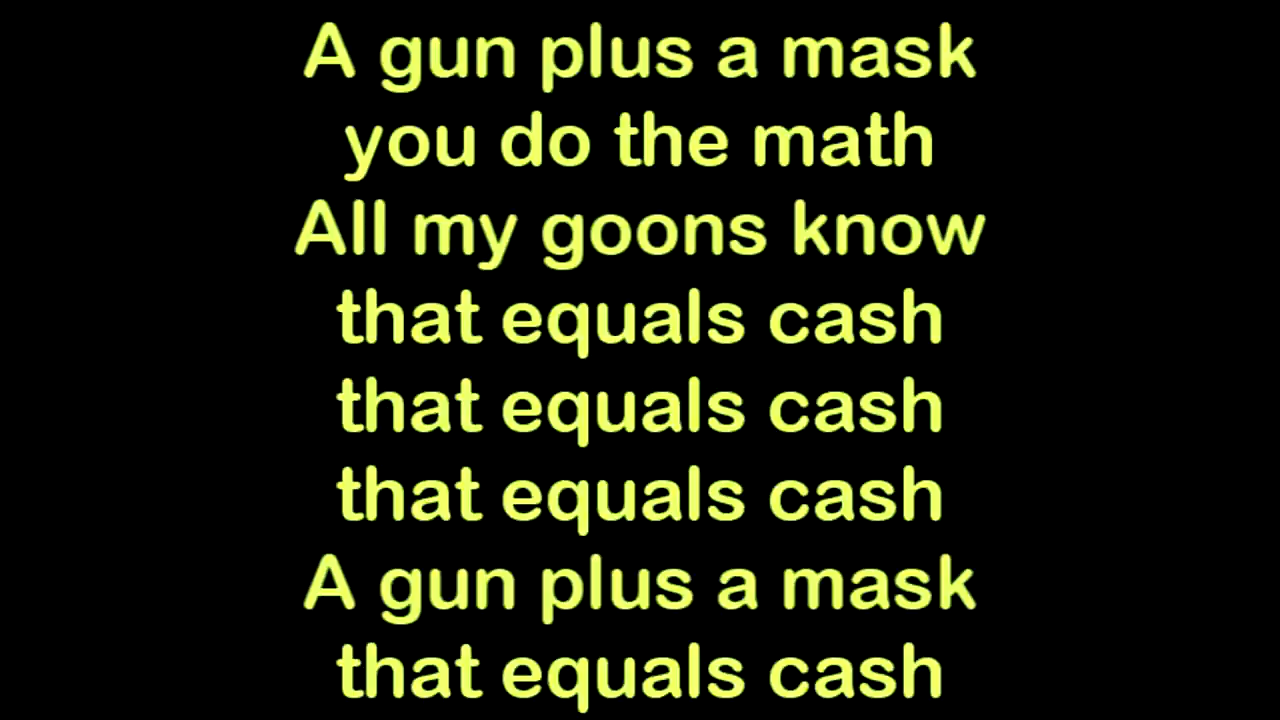 A gun plus a mask
you do the math
All my goons know
that equals cash
that equals cash
that equals cash
A gun plus a mask
that equals cash